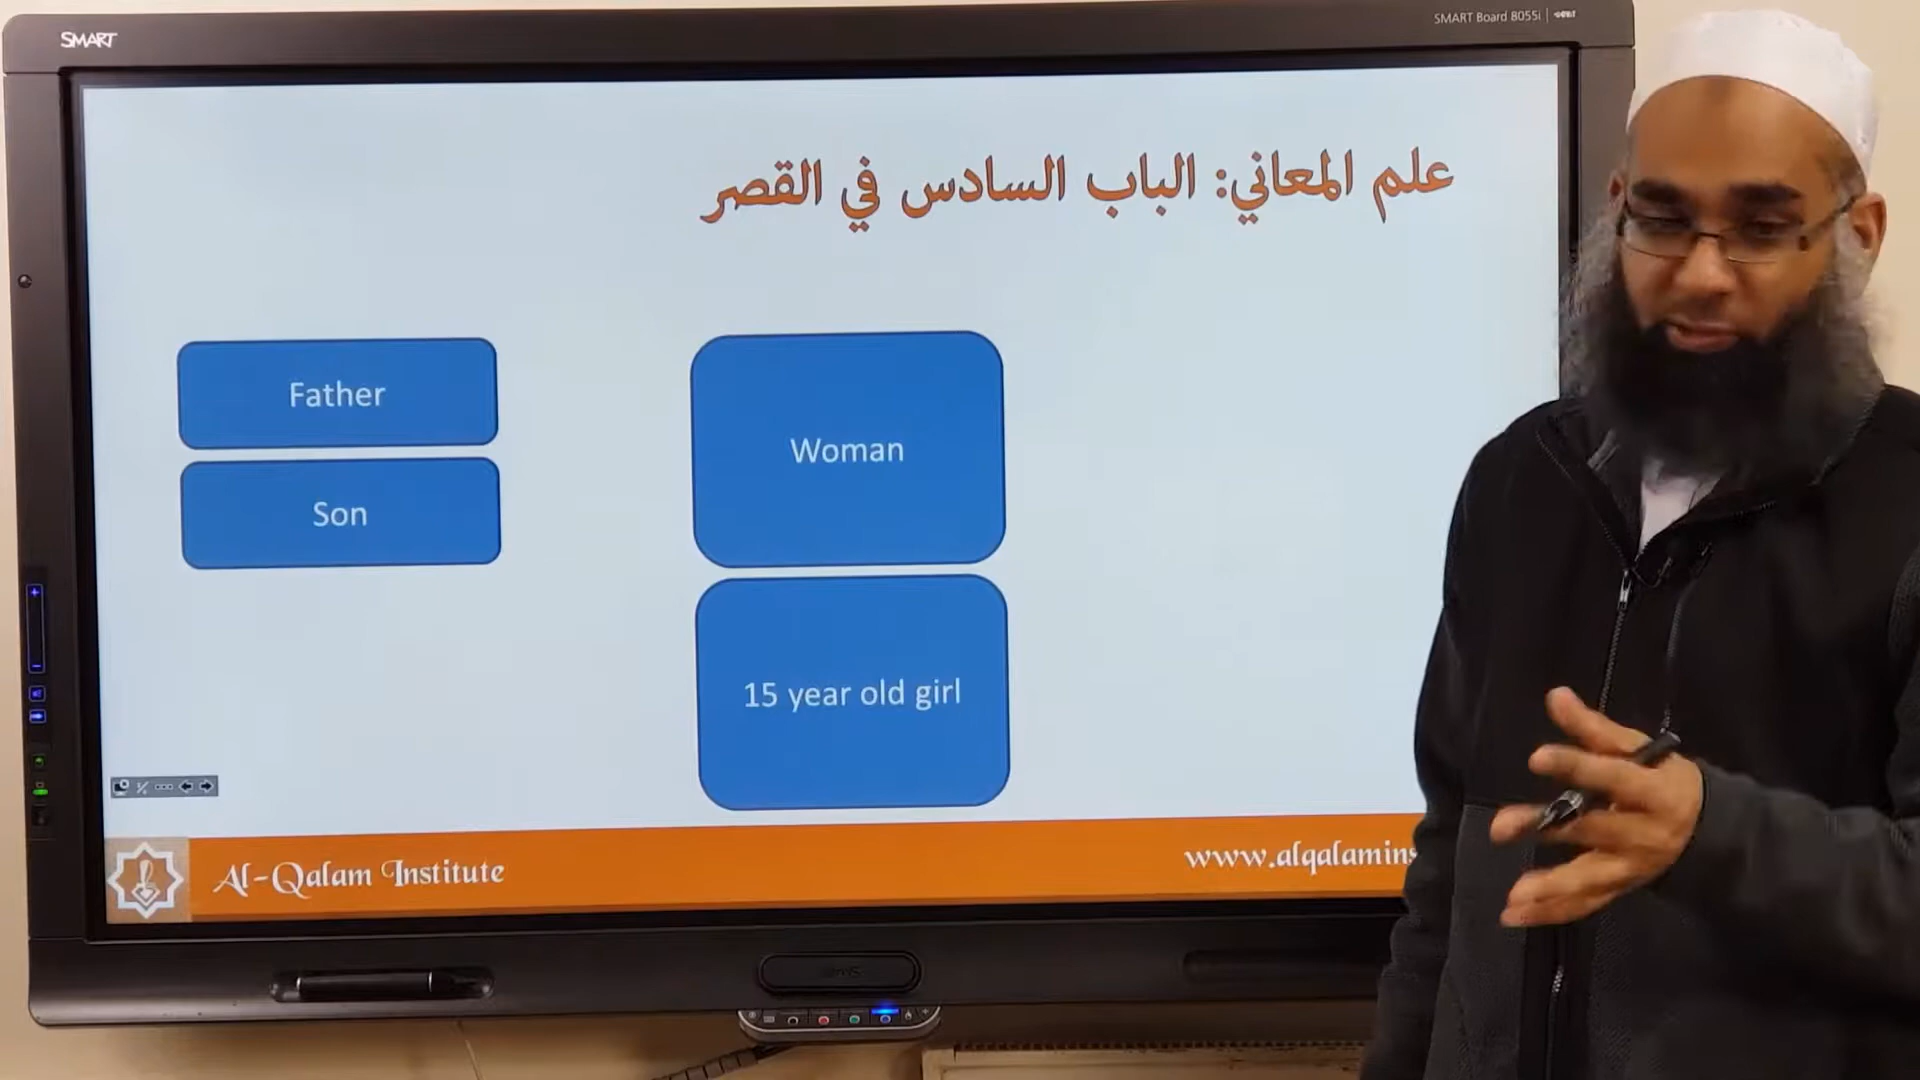 SMART
SMART Board 8055i
علم المعاني: الباب السادس في القصر
Father
Son
Woman
15 year old girl
Al-Qalam Institute
www.alqalamins